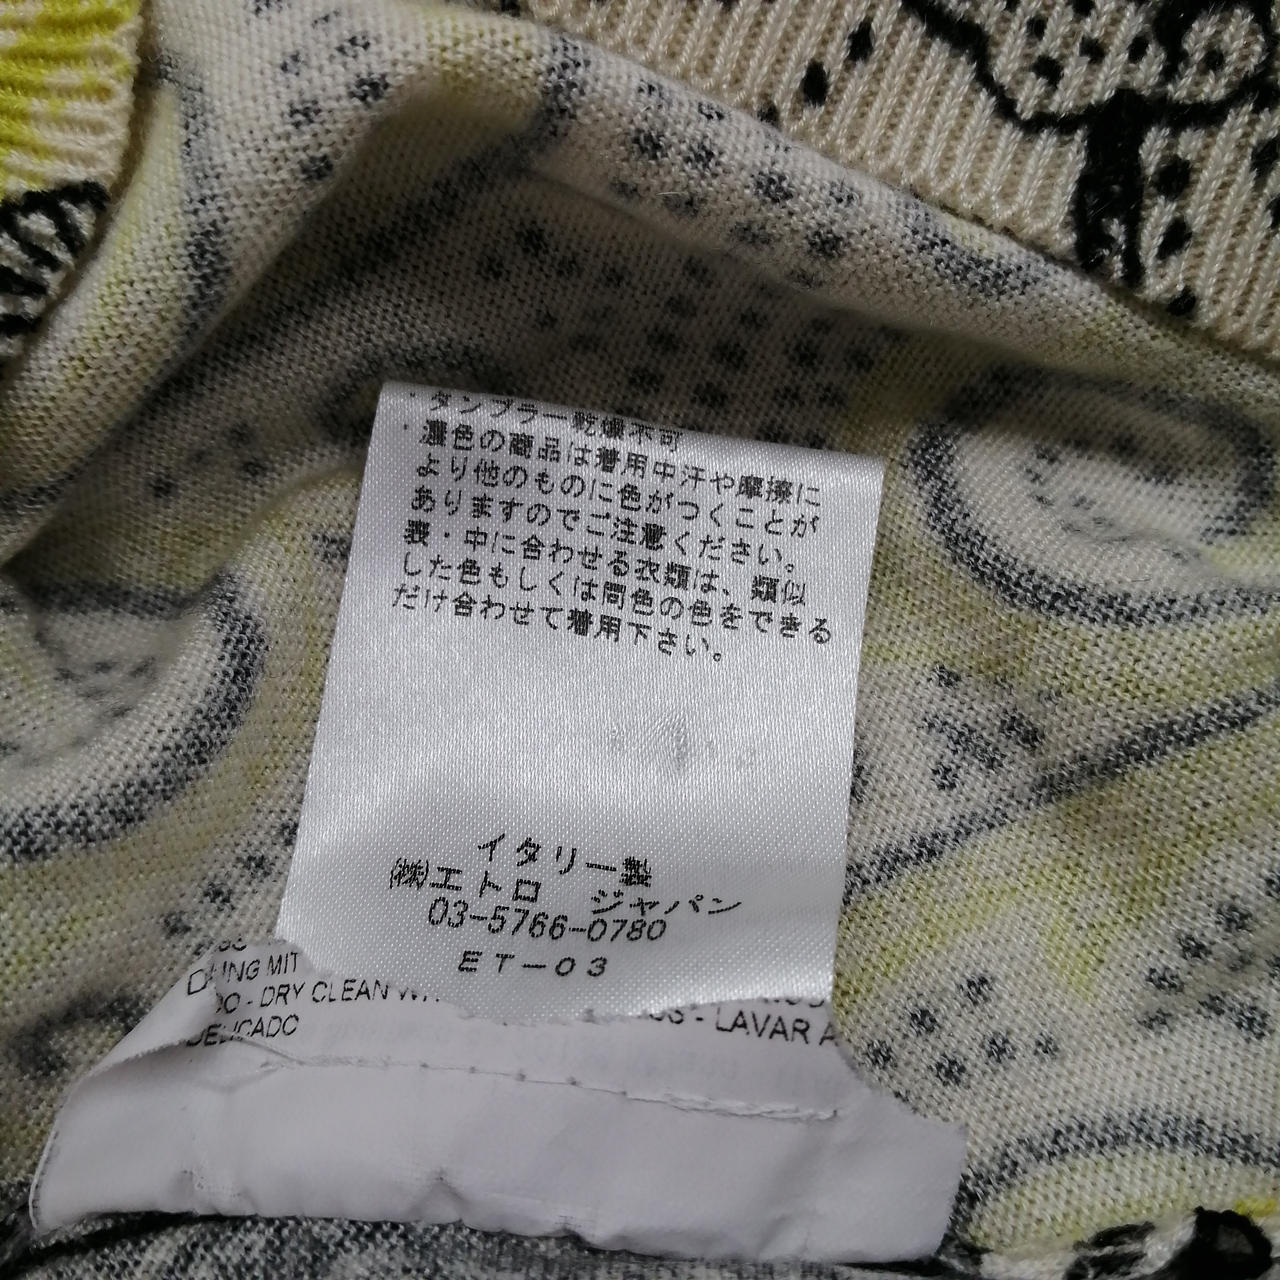 ・タンブラー乾燥不可
・濃色の商品は着用中汗や摩擦に
より他のものに色がつくことが
ありますのでご注意ください。
表・中に合わせる衣類は、類似
した色もしくは同色の色をできる
だけ合わせて着用下さい。
イタリー製
㈱エトロ ジャパン
03-5766-0780
ET-03
MIT
- DRY CLEAN
- LAVAR A
DELICADO